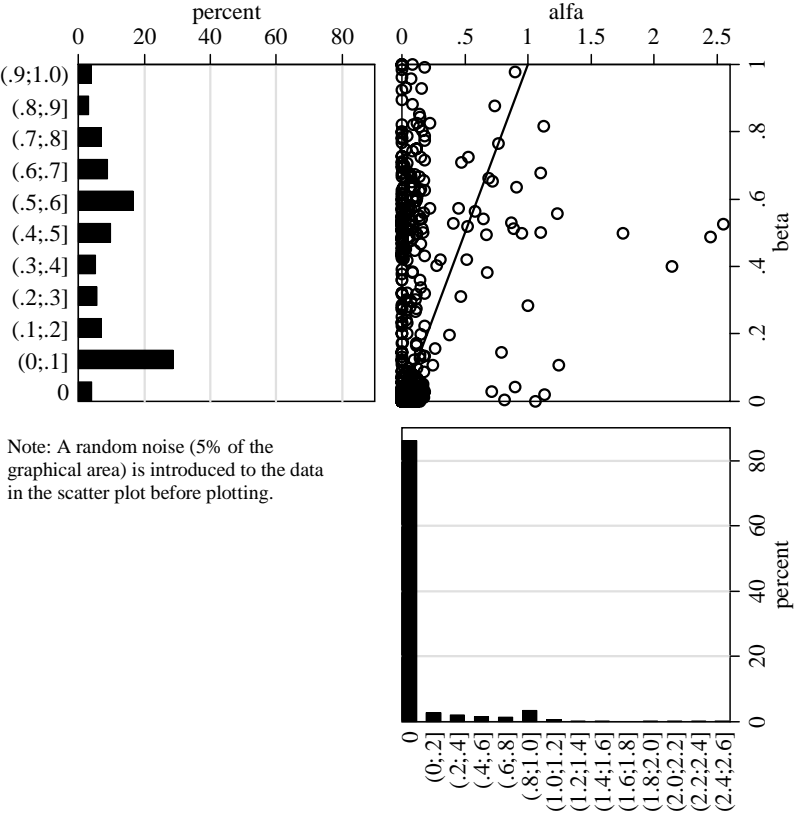 percent
0 20 40 60 80
(.9;1.0)
(.8;.9]
(.7;.8]
(.6;.7]
(.5;.6]
(.4;.5]
(.3;.4]
(.2;.3]
(.1;.2]
(0;.1]
0
alfa
0 .5 1 1.5 2 2.5
0 .2 .4 .6 .8 1
beta
Note: A random noise (5% of the
graphical area) is introduced to the data
in the scatter plot before plotting.
0 20 40 60 80
percent
0
(0;.2]
(.2;.4]
(.4;.6]
(.6;.8]
(.8;1.0]
(1.0;1.2]
(1.2;1.4]
(1.4;1.6]
(1.6;1.8]
(1.8;2.0]
(2.0;2.2]
(2.2;2.4]
(2.4;2.6]